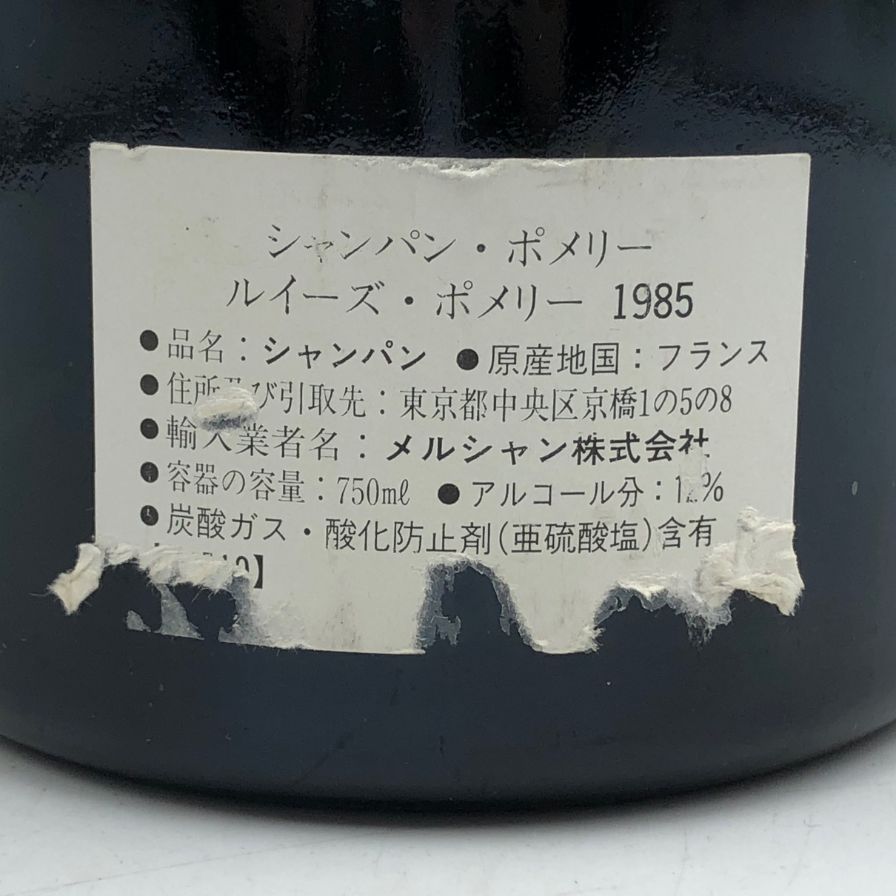 シャンパン・ポメリー
ルイーズ・ポメリー 1985
●品名：シャンパン ●原産地国：フランス
●住所及び引取先：東京都中央区京橋1の5の8
●輸入業者名：メルシャン株式会社
●容器の容量：750mℓ ●アルコール分：12%
●炭酸ガス・酸化防止剤(亜硫酸塩)含有